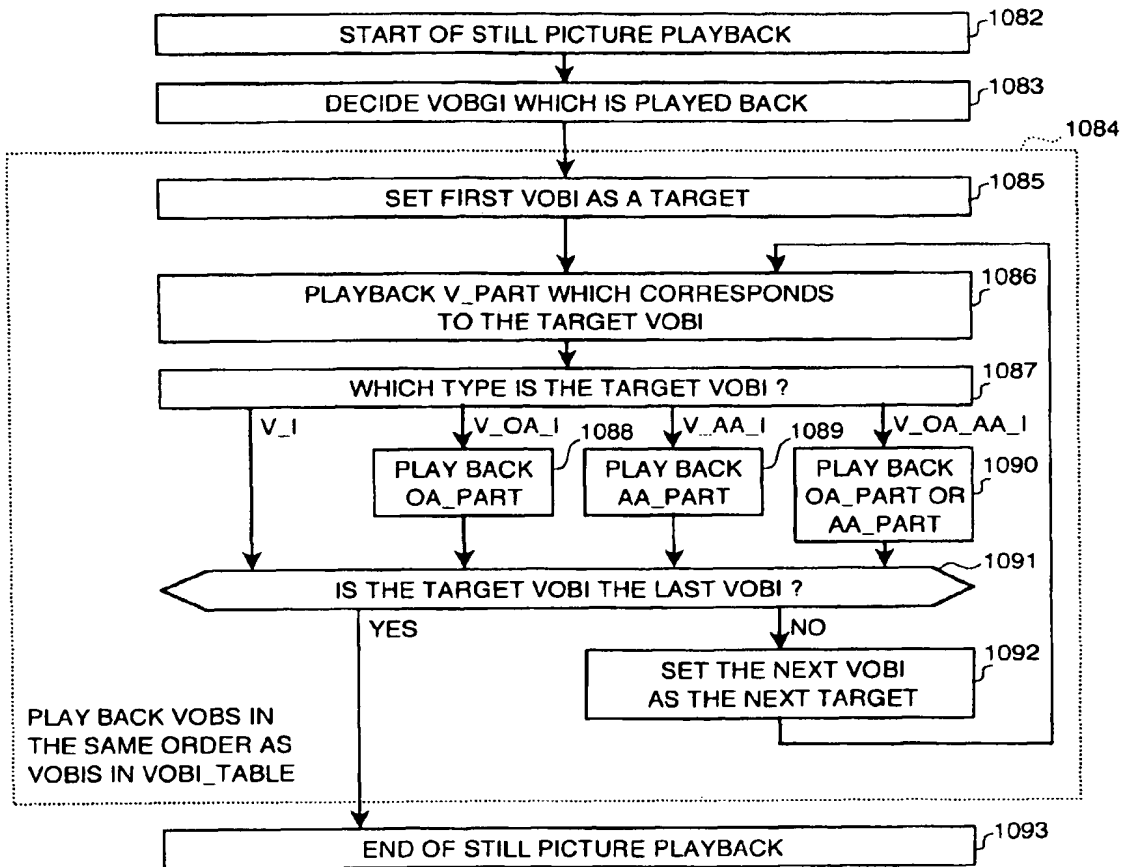 START OF STILL PICTURE PLAYBACK
1082
DECIDE VOBGI WHICH IS PLAYED BACK
1083
1084
SET FIRST VOBI AS A TARGET
1085
PLAYBACK V_PART WHICH CORRESPONDS
TO THE TARGET VOBI
1086
WHICH TYPE IS THE TARGET VOBI ?
1087
V_I
V_OA_I
1088
V_AA_I
1089
V_OA_AA_I
PLAY BACK
OA_PART
PLAY BACK
AA_PART
PLAY BACK
OA_PART OR
AA_PART
1090
IS THE TARGET VOBI THE LAST VOBI ?
1091
YES
NO
SET THE NEXT VOBI
AS THE NEXT TARGET
1092
PLAY BACK VOBS IN
THE SAME ORDER AS
VOBIS IN VOBI_TABLE
END OF STILL PICTURE PLAYBACK
1093